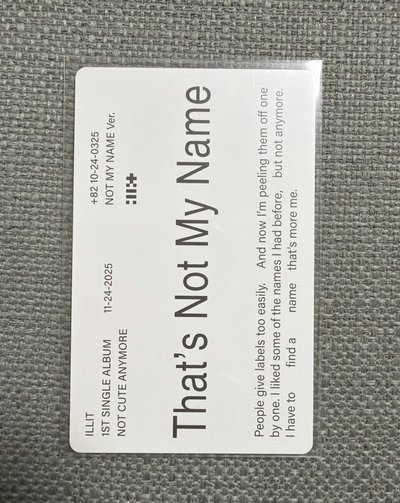 ILLIT
1ST SINGLE ALBUM 11-24-2025 +82 10-24-0325
NOT CUTE ANYMORE NOT MY NAME Ver.
That's Not My Name
People give labels too easily. And now I'm peeling them off one
by one. I liked some of the names I had before, but not anymore.
I have to find a name that's more me.